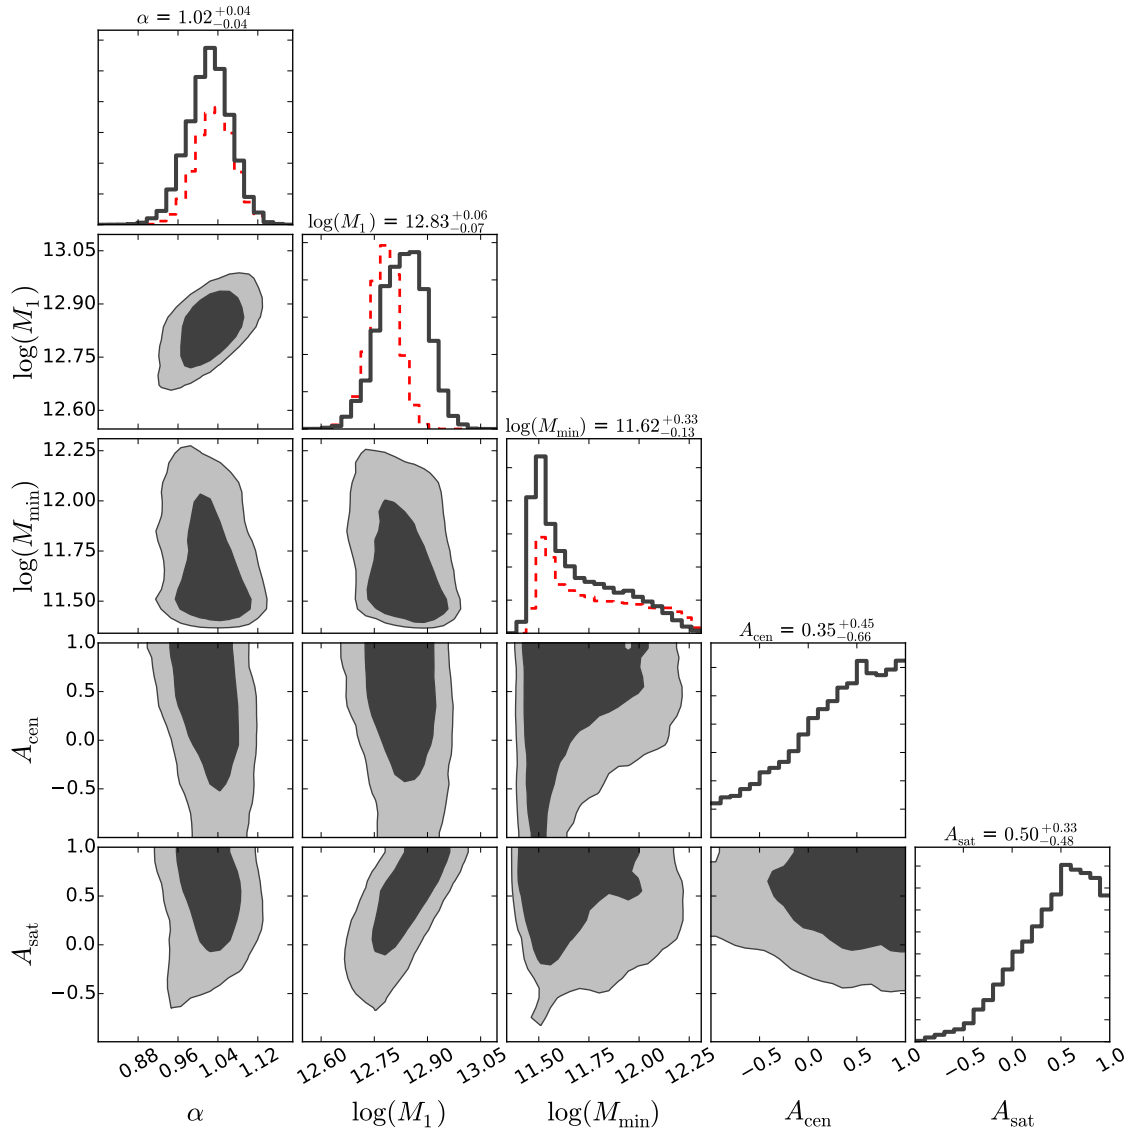 α = 1.02 +0.04 −0.04
log(M1) = 12.83 +0.06 −0.07
13.05
12.90
12.75
12.60
log(M1)
log(Mmin) = 11.62 +0.33 −0.13
12.25
12.00
11.75
11.50
log(Mmin)
Acen = 0.35 +0.45 −0.66
1.0
0.5
0.0
−0.5
Acen
Asat = 0.50 +0.33 −0.48
1.0
0.5
0.0
−0.5
Asat
0.88 0.96 1.04 1.12 12.60 12.75 12.90 13.05 11.50 11.75 12.00 12.25 −0.5 0.0 0.5 1.0 −0.5 0.0 0.5 1.0
α log(M1) log(Mmin) Acen Asat